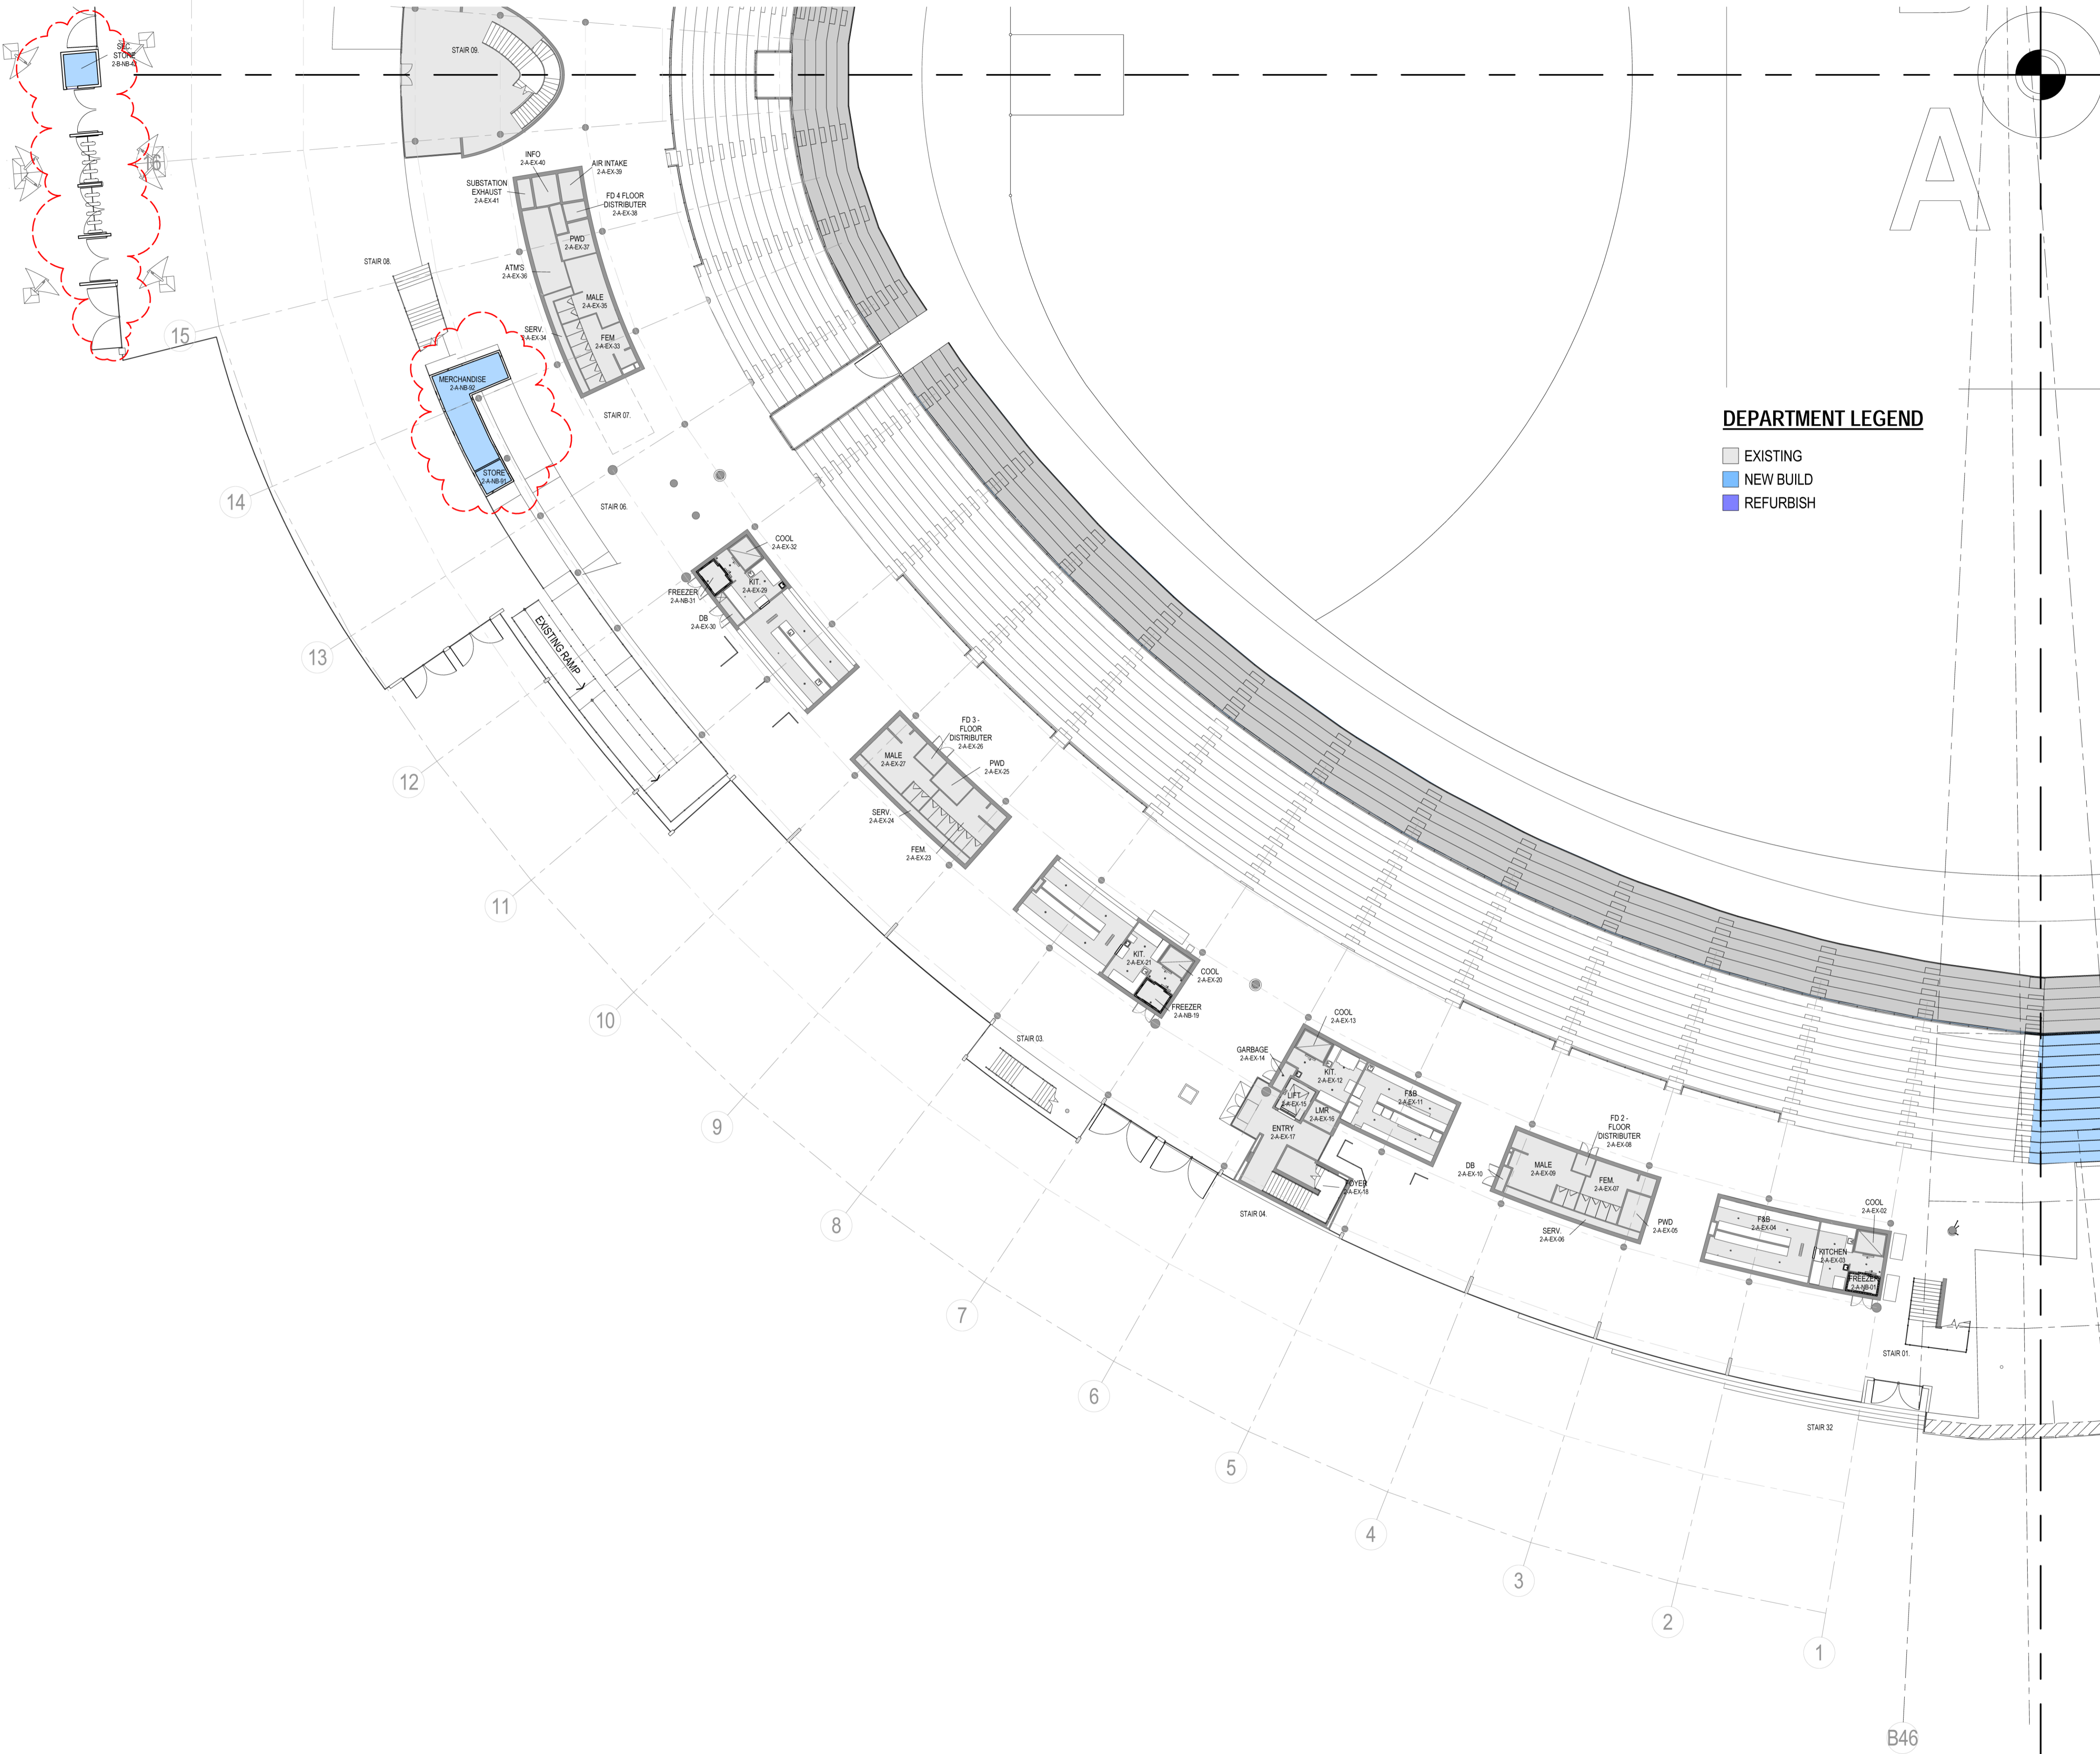 SEC.
STORE
2-B-NB-42
STAIR 09.
A
INFO
2-A-EX-40
AIR INTAKE
2-A-EX-39
SUBSTATION
EXHAUST
2-A-EX-41
FD 4 FLOOR
DISTRIBUTER
2-A-EX-38
PWD
2-A-EX-37
ATM'S
2-A-EX-36
MALE
2-A-EX-35
SERV.
2-A-EX-34
FEM
2-A-EX-33
STAIR 08.
16
15
MERCHANDISE
2-A-NB-92
STORE
2-A-NB-91
STAIR 07.
STAIR 06.
14
13
DEPARTMENT LEGEND
EXISTING
NEW BUILD
REFURBISH
COOL
2-A-EX-32
KIT.
2-A-EX-29
FREEZER
2-A-NB-31
DB
2-A-EX-30
EXISTING RAMP
12
11
FD 3 -
FLOOR
DISTRIBUTER
2-A-EX-26
MALE
2-A-EX-27
PWD
2-A-EX-25
SERV.
2-A-EX-24
FEM.
2-A-EX-23
10
9
KIT.
2-A-EX-21
COOL
2-A-EX-20
FREEZER
2-A-NB-19
STAIR 03.
8
7
COOL
2-A-EX-13
GARBAGE
2-A-EX-14
KIT.
2-A-EX-12
LIFT
2-A-EX-15
LMR
2-A-EX-16
F&B
2-A-EX-11
ENTRY
2-A-EX-17
FOYER
2-A-EX-18
STAIR 04.
6
5
FD 2 -
FLOOR
DISTRIBUTER
2-A-EX-08
DB
2-A-EX-10
MALE
2-A-EX-09
FEM.
2-A-EX-07
SERV.
2-A-EX-06
PWD
2-A-EX-05
4
3
F&B
2-A-EX-04
COOL
2-A-EX-02
KITCHEN
2-A-EX-03
FREEZER
2-A-NB-01
STAIR 01.
STAIR 32
2
1
B46